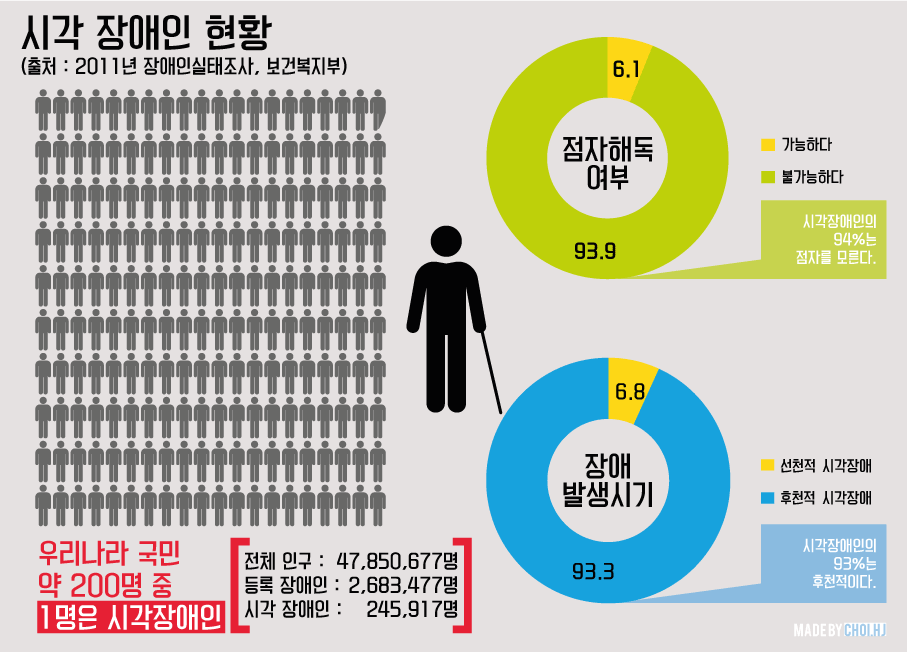 시각 장애인 현황
(출처 : 2011년 장애인실태조사, 보건복지부)
6.1
점자해독
여부
93.9
가능하다
불가능하다
시각장애인의
94%는
점자를 모른다.
6.8
장애
발생시기
93.3
선천적 시각장애
후천적 시각장애
시각장애인의
93%는
후천적이다.
우리나라 국민
약 200명 중
1명은 시각장애인
전체 인구 : 47,850,677명
등록 장애인 : 2,683,477명
시각 장애인 : 245,917명
MADE BY CHOI.HJ